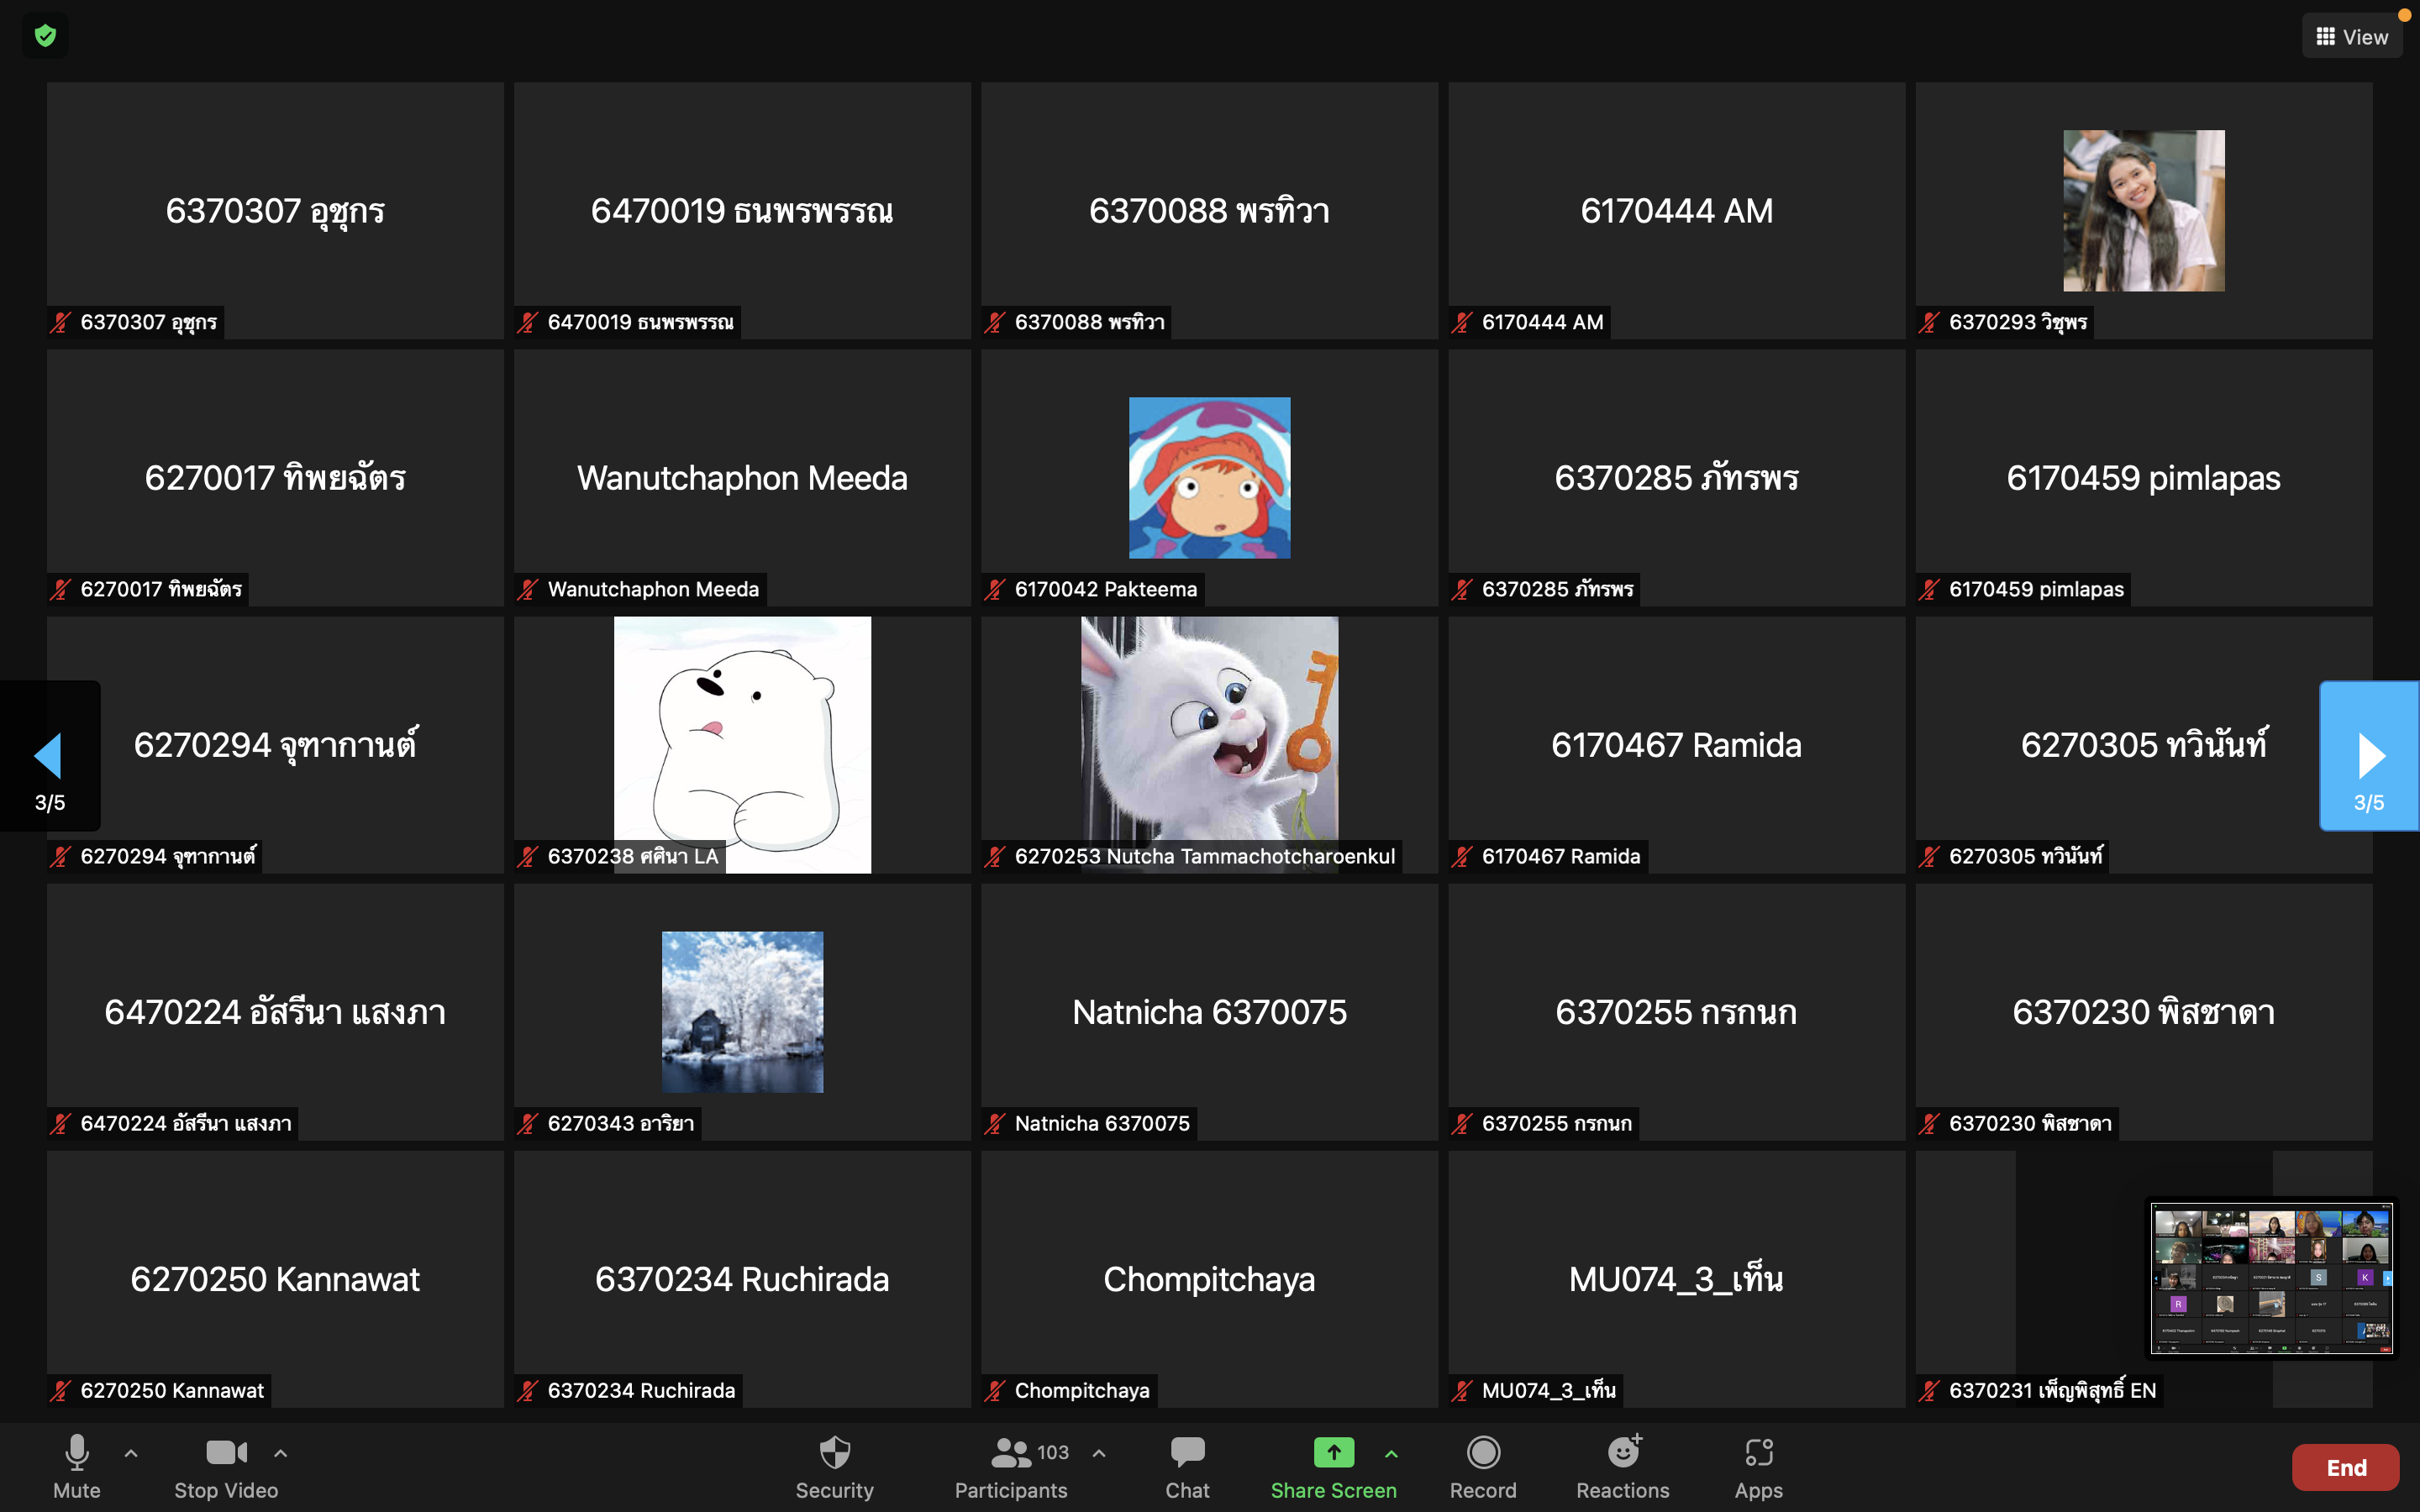 View
6370307 อุชุกร
6370307 อุชุกร
6470019 ธนพรพรรณ
6470019 ธนพรพรรณ
6370088 พรทิวา
6370088 พรทิวา
6170444 AM
6170444 AM
6370293 วิชุพร
6270017 ทิพยฉัตร
6270017 ทิพยฉัตร
Wanutchaphon Meeda
Wanutchaphon Meeda
6170042 Pakteema
6370285 ภัทรพร
6370285 ภัทรพร
6170459 pimlapas
6170459 pimlapas
3/5
6270294 จุฑากานต์
6270294 จุฑากานต์
6370238 ศศินา LA
6270253 Nutcha Tammachotcharoenkul
6170467 Ramida
6170467 Ramida
6270305 ทวินันท์
6270305 ทวินันท์
3/5
6470224 อัสรีนา แสงภา
6470224 อัสรีนา แสงภา
6270343 อาริยา
Natnicha 6370075
Natnicha 6370075
6370255 กรกนก
6370255 กรกนก
6370230 พิสชาดา
6370230 พิสชาดา
6270250 Kannawat
6270250 Kannawat
6370234 Ruchirada
6370234 Ruchirada
Chompitchaya
Chompitchaya
MU074_3_เท็น
MU074_3_เท็น
6370231 เพ็ญพิสุทธิ์ EN
S
K
R
Mute
Stop Video
Security
103
Participants
Chat
Share Screen
Record
Reactions
Apps
End